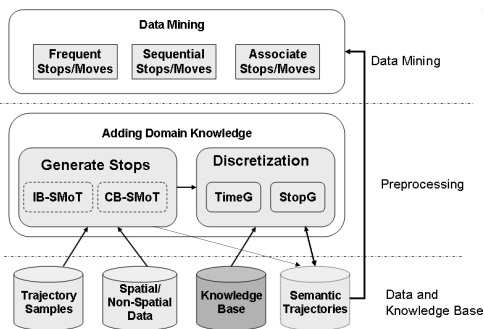 Data Mining
Frequent
Stops/Moves
Sequential
Stops/Moves
Associate
Stops/Moves
Data Mining
Adding Domain Knowledge
Generate Stops
IB-SMoT
CB-SMoT
Discretization
TimeG
StopG
Preprocessing
Trajectory
Samples
Spatial/
Non-Spatial
Data
Knowledge
Base
Semantic
Trajectories
Data and
Knowledge Base